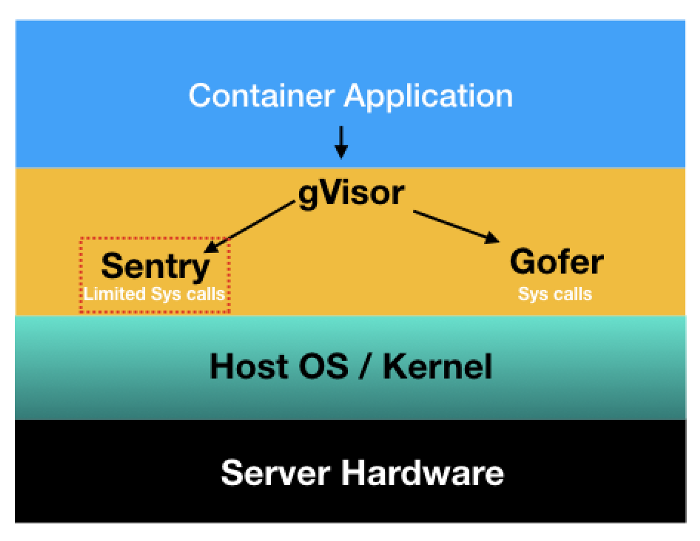 Container Application
gVisor
Sentry
Limited Sys calls
Gofer
Sys calls
Host OS / Kernel
Server Hardware